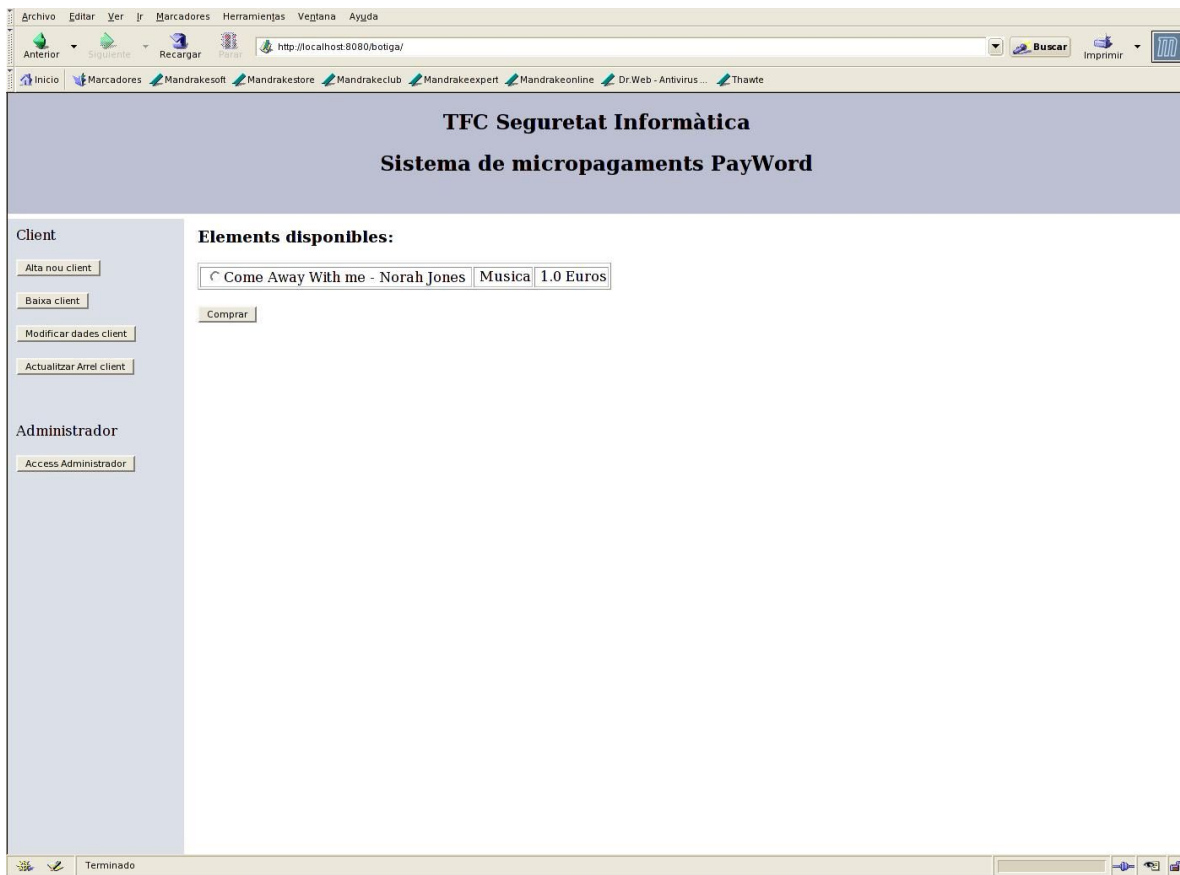 Archivo Editar Ver Ir Marcadores Herramientas Ventana Ayuda
Anterior Siguiente Recargar Parar http://localhost:8080/botiga/ Buscar Imprimir
Inicio Marcadores Mandrakesoft Mandrakestore Mandrakeclub Mandrakeexpert Mandrakeonline Dr.Web - Antivirus ... Thawte
TFC Seguretat Informàtica
Sistema de micropagaments PayWord
Client
Alta nou client
Baixa client
Modificar dades client
Actualitzar Arrel client
Administrador
Access Administrador
Elements disponibles:
Come Away With me - Norah Jones Musica 1.0 Euros
Comprar
Terminado